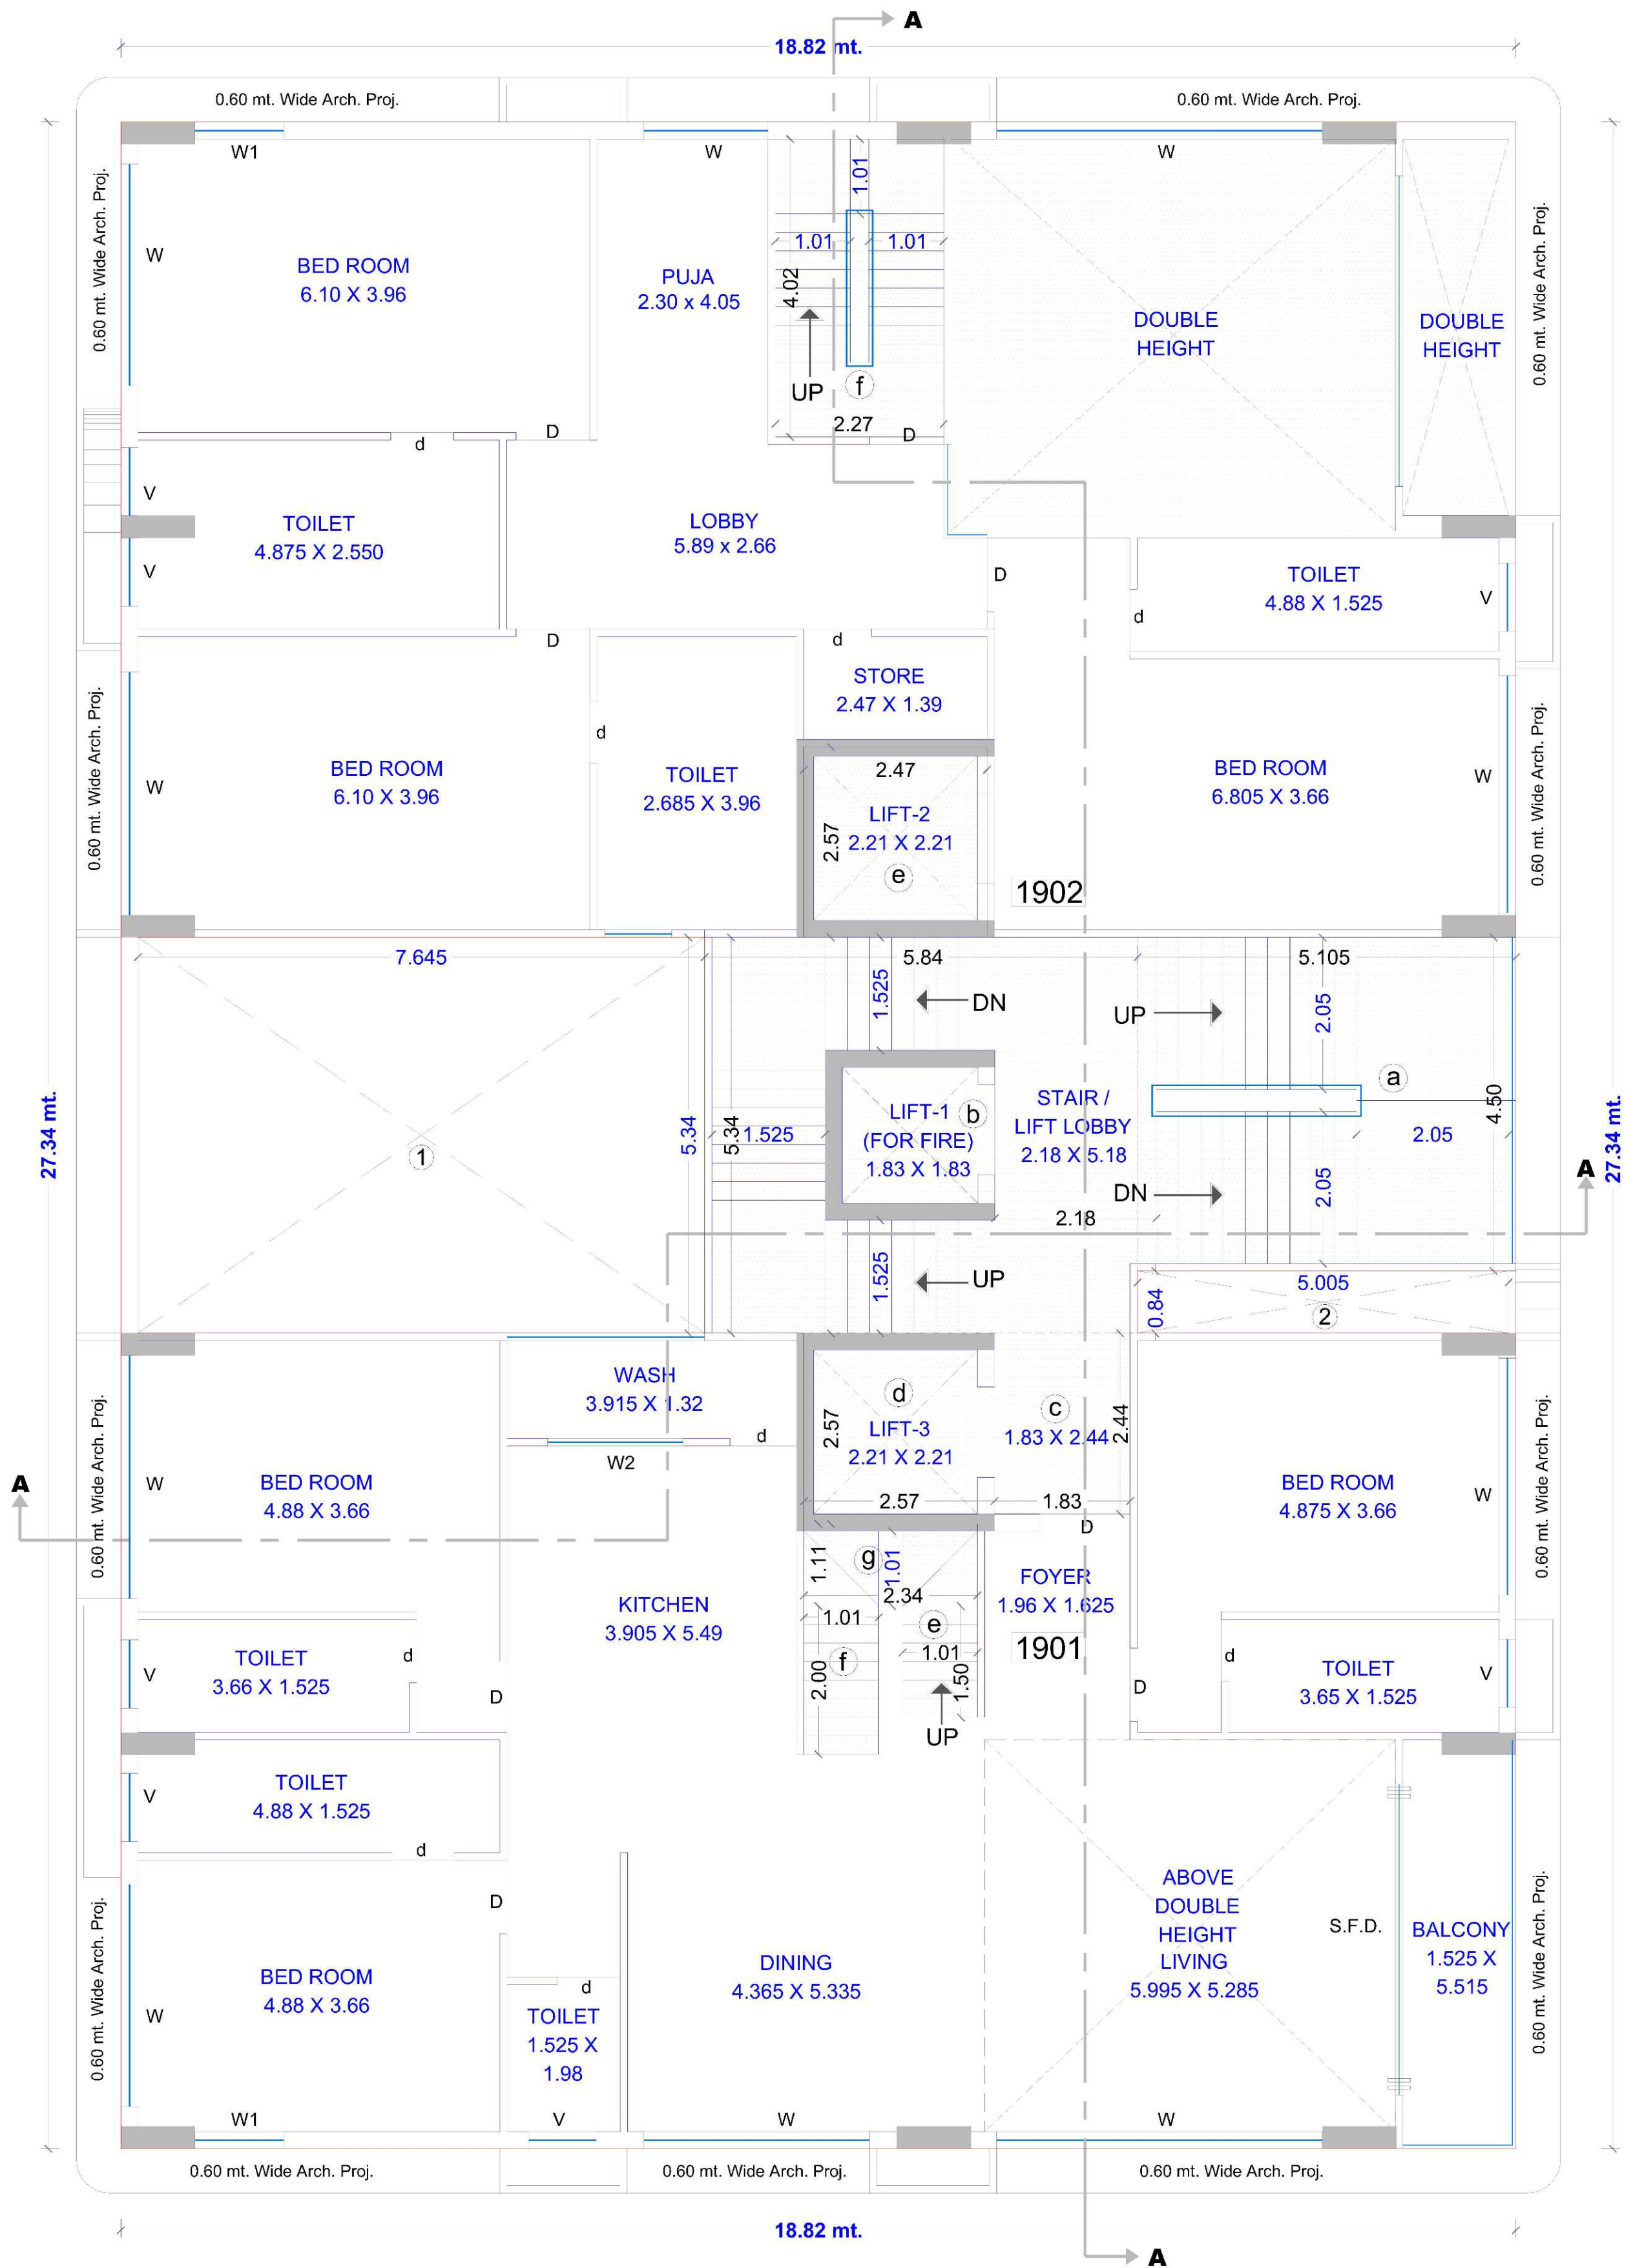 A
18.82 mt.
0.60 mt. Wide Arch. Proj.
0.60 mt. Wide Arch. Proj.
W1
W
W
0.60 mt. Wide Arch. Proj.
W
BED ROOM
6.10 X 3.96
PUJA
2.30 x 4.05
1.01
1.01
1.01
4.02
UP
f
2.27
D
DOUBLE
HEIGHT
DOUBLE
HEIGHT
0.60 mt. Wide Arch. Proj.
d
D
V
TOILET
4.875 X 2.550
V
LOBBY
5.89 x 2.66
D
TOILET
4.88 X 1.525
V
d
D
d
STORE
2.47 X 1.39
0.60 mt. Wide Arch. Proj.
W
BED ROOM
6.10 X 3.96
d
TOILET
2.685 X 3.96
2.47
2.57
LIFT-2
2.21 X 2.21
e
BED ROOM
6.805 X 3.66
W
0.60 mt. Wide Arch. Proj.
1902
7.645
5.84
5.105
1.525
DN
UP
2.05
a
27.34 mt.
1
5.34
5.34
1.525
LIFT-1
(FOR FIRE)
1.83 X 1.83
b
STAIR /
LIFT LOBBY
2.18 X 5.18
4.50
2.05
27.34 mt.
A
DN
2.05
2.18
1.525
UP
5.005
0.84
2
WASH
3.915 X 1.32
d
W2
d
2.57
LIFT-3
2.21 X 2.21
2.57
c
1.83 X 2.44
2.44
1.83
D
A
0.60 mt. Wide Arch. Proj.
W
BED ROOM
4.88 X 3.66
BED ROOM
4.875 X 3.66
W
0.60 mt. Wide Arch. Proj.
1.11
g
1.01
2.34
1.01
e
1.01
f
2.00
1.50
UP
FOYER
1.96 X 1.625
1901
KITCHEN
3.905 X 5.49
V
TOILET
3.66 X 1.525
d
D
D
d
TOILET
3.65 X 1.525
V
V
TOILET
4.88 X 1.525
d
D
0.60 mt. Wide Arch. Proj.
W
BED ROOM
4.88 X 3.66
d
TOILET
1.525 X
1.98
DINING
4.365 X 5.335
ABOVE
DOUBLE
HEIGHT
LIVING
5.995 X 5.285
S.F.D.
BALCONY
1.525 X
5.515
0.60 mt. Wide Arch. Proj.
W1
V
W
W
0.60 mt. Wide Arch. Proj.
0.60 mt. Wide Arch. Proj.
0.60 mt. Wide Arch. Proj.
18.82 mt.
A